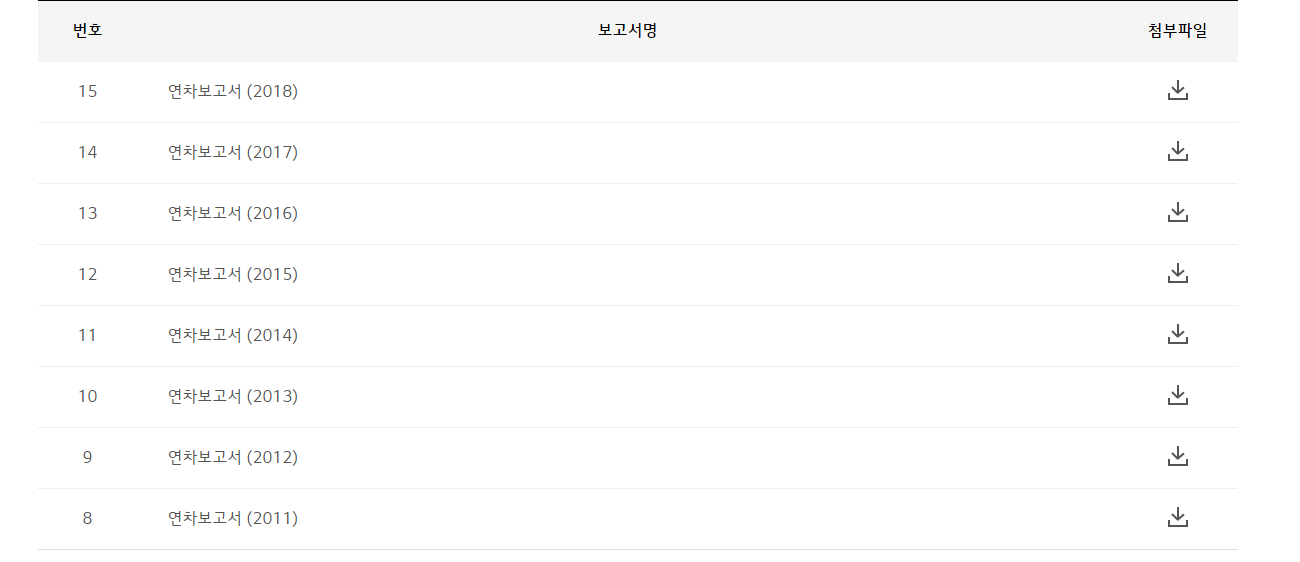 번호 보고서명 첨부파일
15 연차보고서 (2018)
14 연차보고서 (2017)
13 연차보고서 (2016)
12 연차보고서 (2015)
11 연차보고서 (2014)
10 연차보고서 (2013)
9 연차보고서 (2012)
8 연차보고서 (2011)